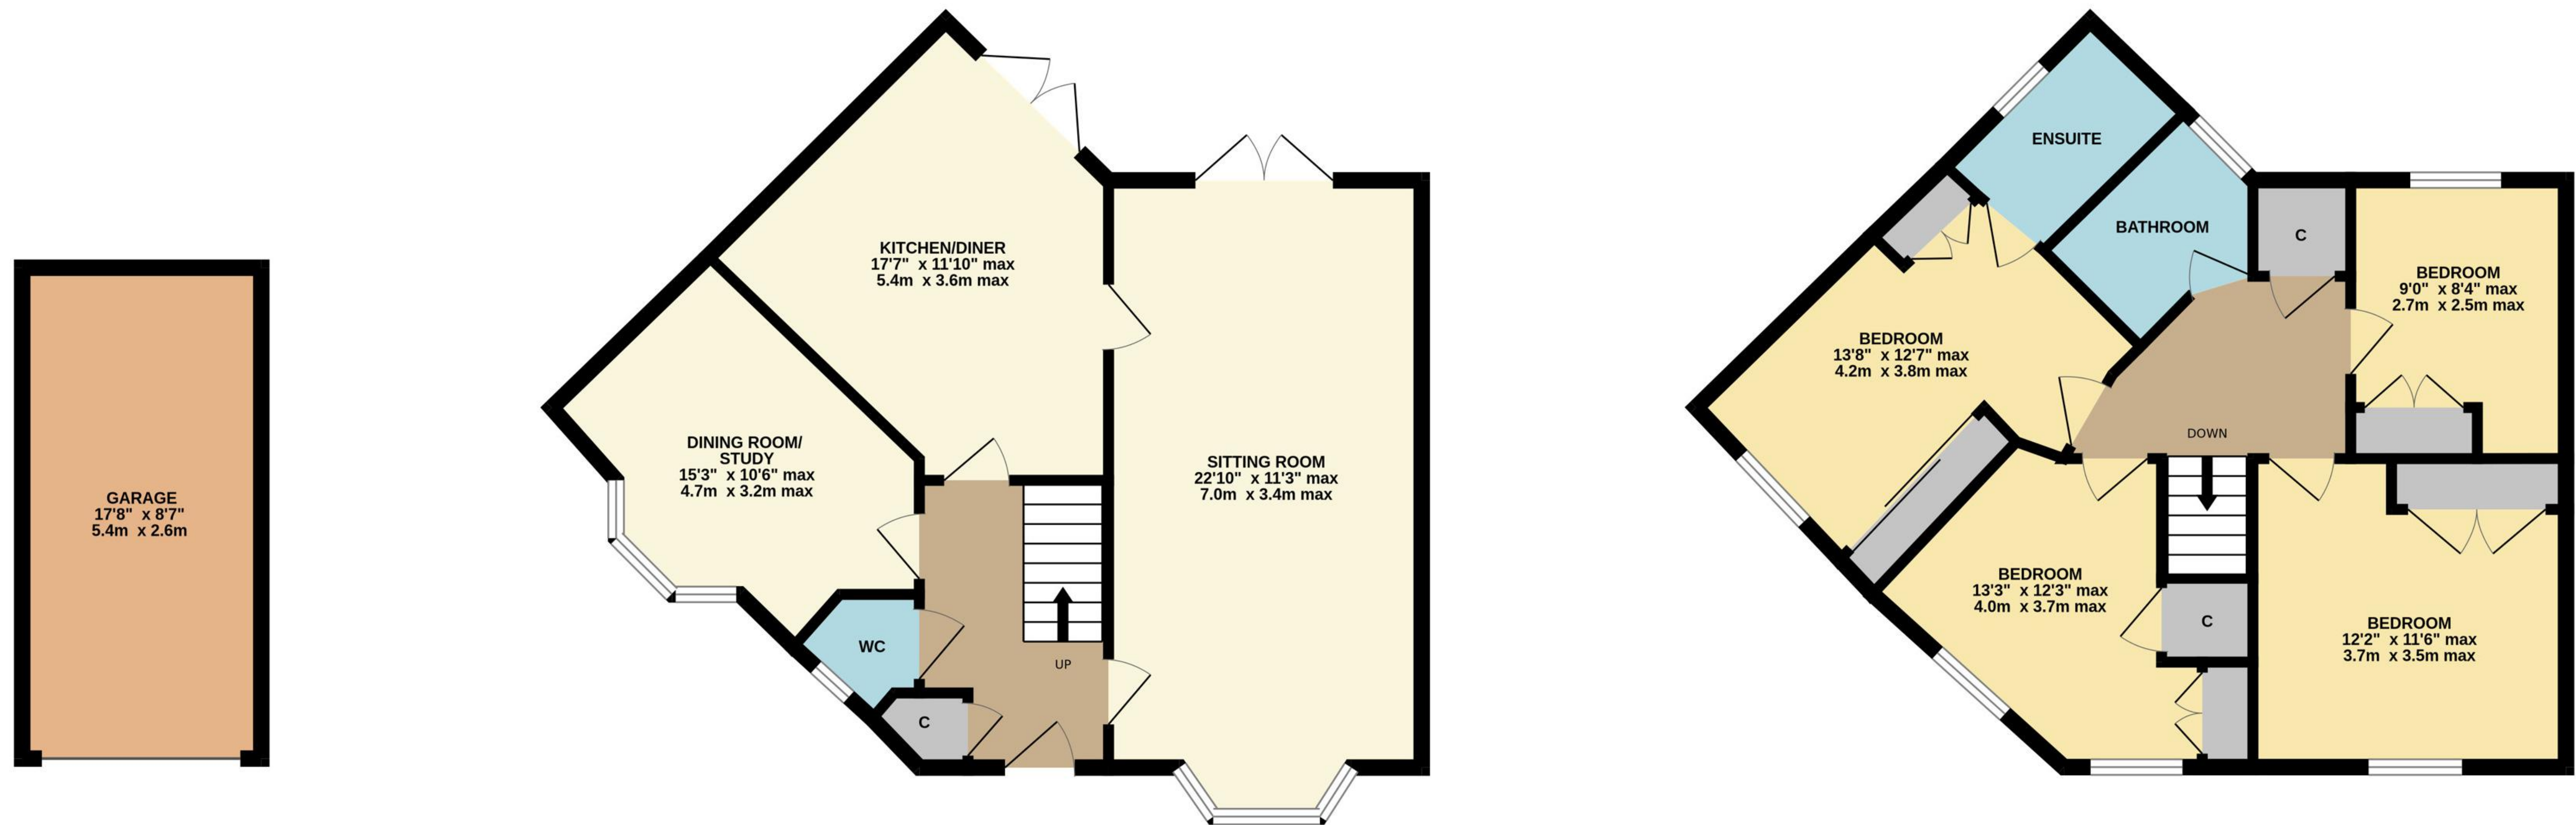 GARAGE
17'8" x 8'7"
5.4m x 2.6m
KITCHEN/DINER
17'7" x 11'10" max
5.4m x 3.6m max
DINING ROOM/
STUDY
15'3" x 10'6" max
4.7m x 3.2m max
SITTING ROOM
22'10" x 11'3" max
7.0m x 3.4m max
WC
UP
C
ENSUITE
BATHROOM
C
BEDROOM
9'0" x 8'4" max
2.7m x 2.5m max
BEDROOM
13'8" x 12'7" max
4.2m x 3.8m max
DOWN
BEDROOM
13'3" x 12'3" max
4.0m x 3.7m max
C
BEDROOM
12'2" x 11'6" max
3.7m x 3.5m max